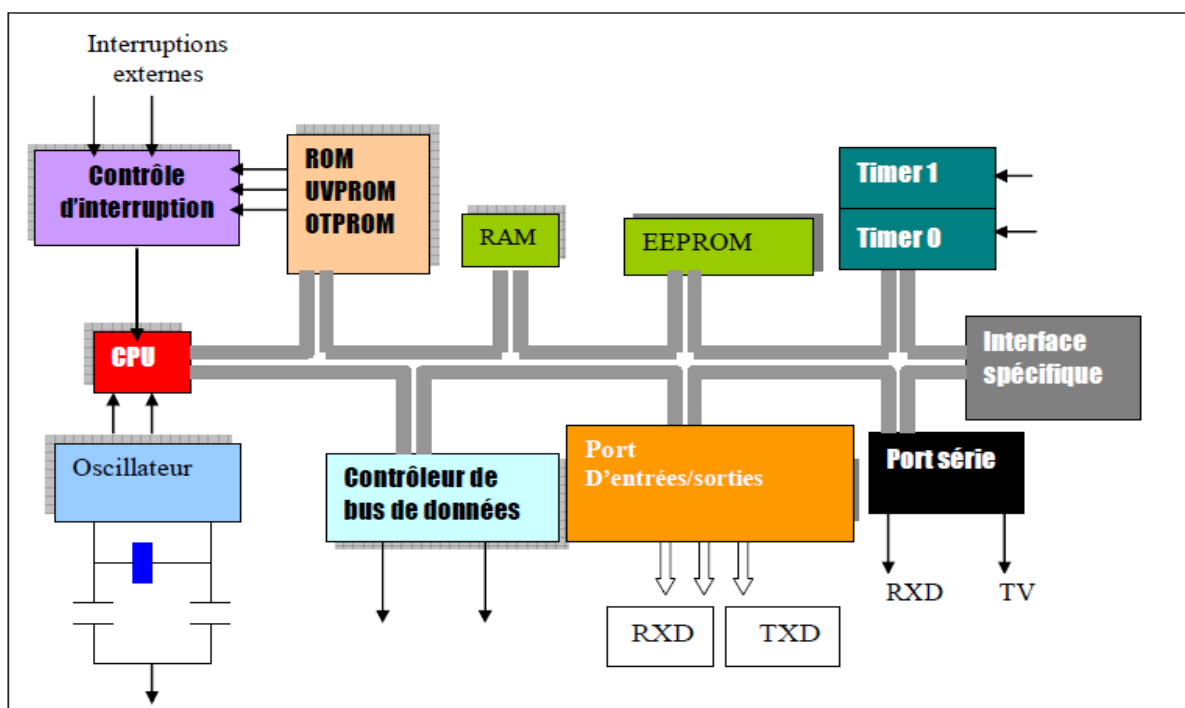 Interruptions
externes
Contrôle
d'interruption
ROM
UVPROM
OTPROM
RAM
EEPROM
Timer 1
Timer 0
CPU
Interface
spécifique
Oscillateur
Contrôleur de
bus de données
Port
D'entrées/sorties
Port série
RXD
TV
RXD
TXD